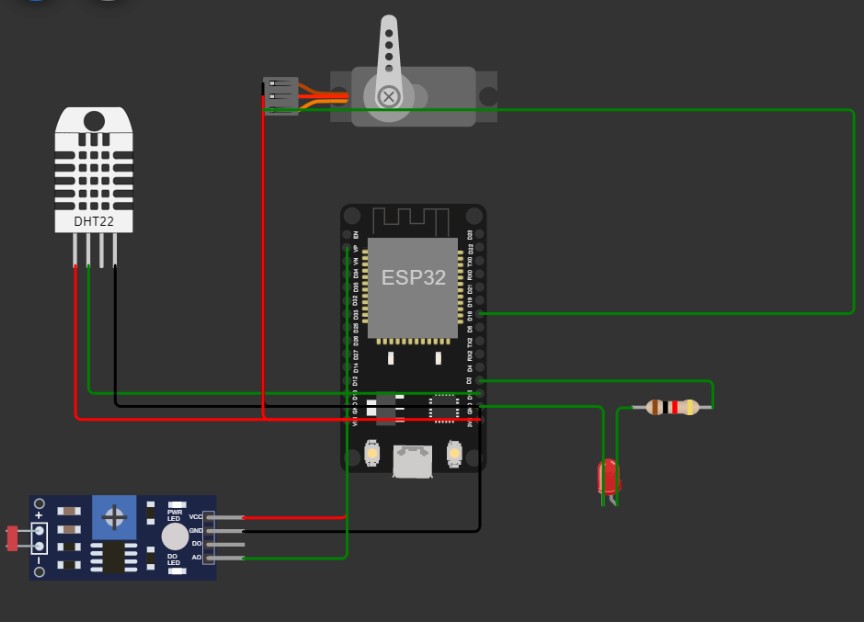 DHT22
ESP32
EN
VP
VN
D34
D35
D32
D33
D25
D26
D27
D14
D12
D13
GND
VIN
D23
D22
TX0
RX0
D21
D19
D18
D5
TX2
RX2
D4
D2
D15
GND
3V3
+
−
PWR
LED
DO
LED
VCC
GND
DO
AO